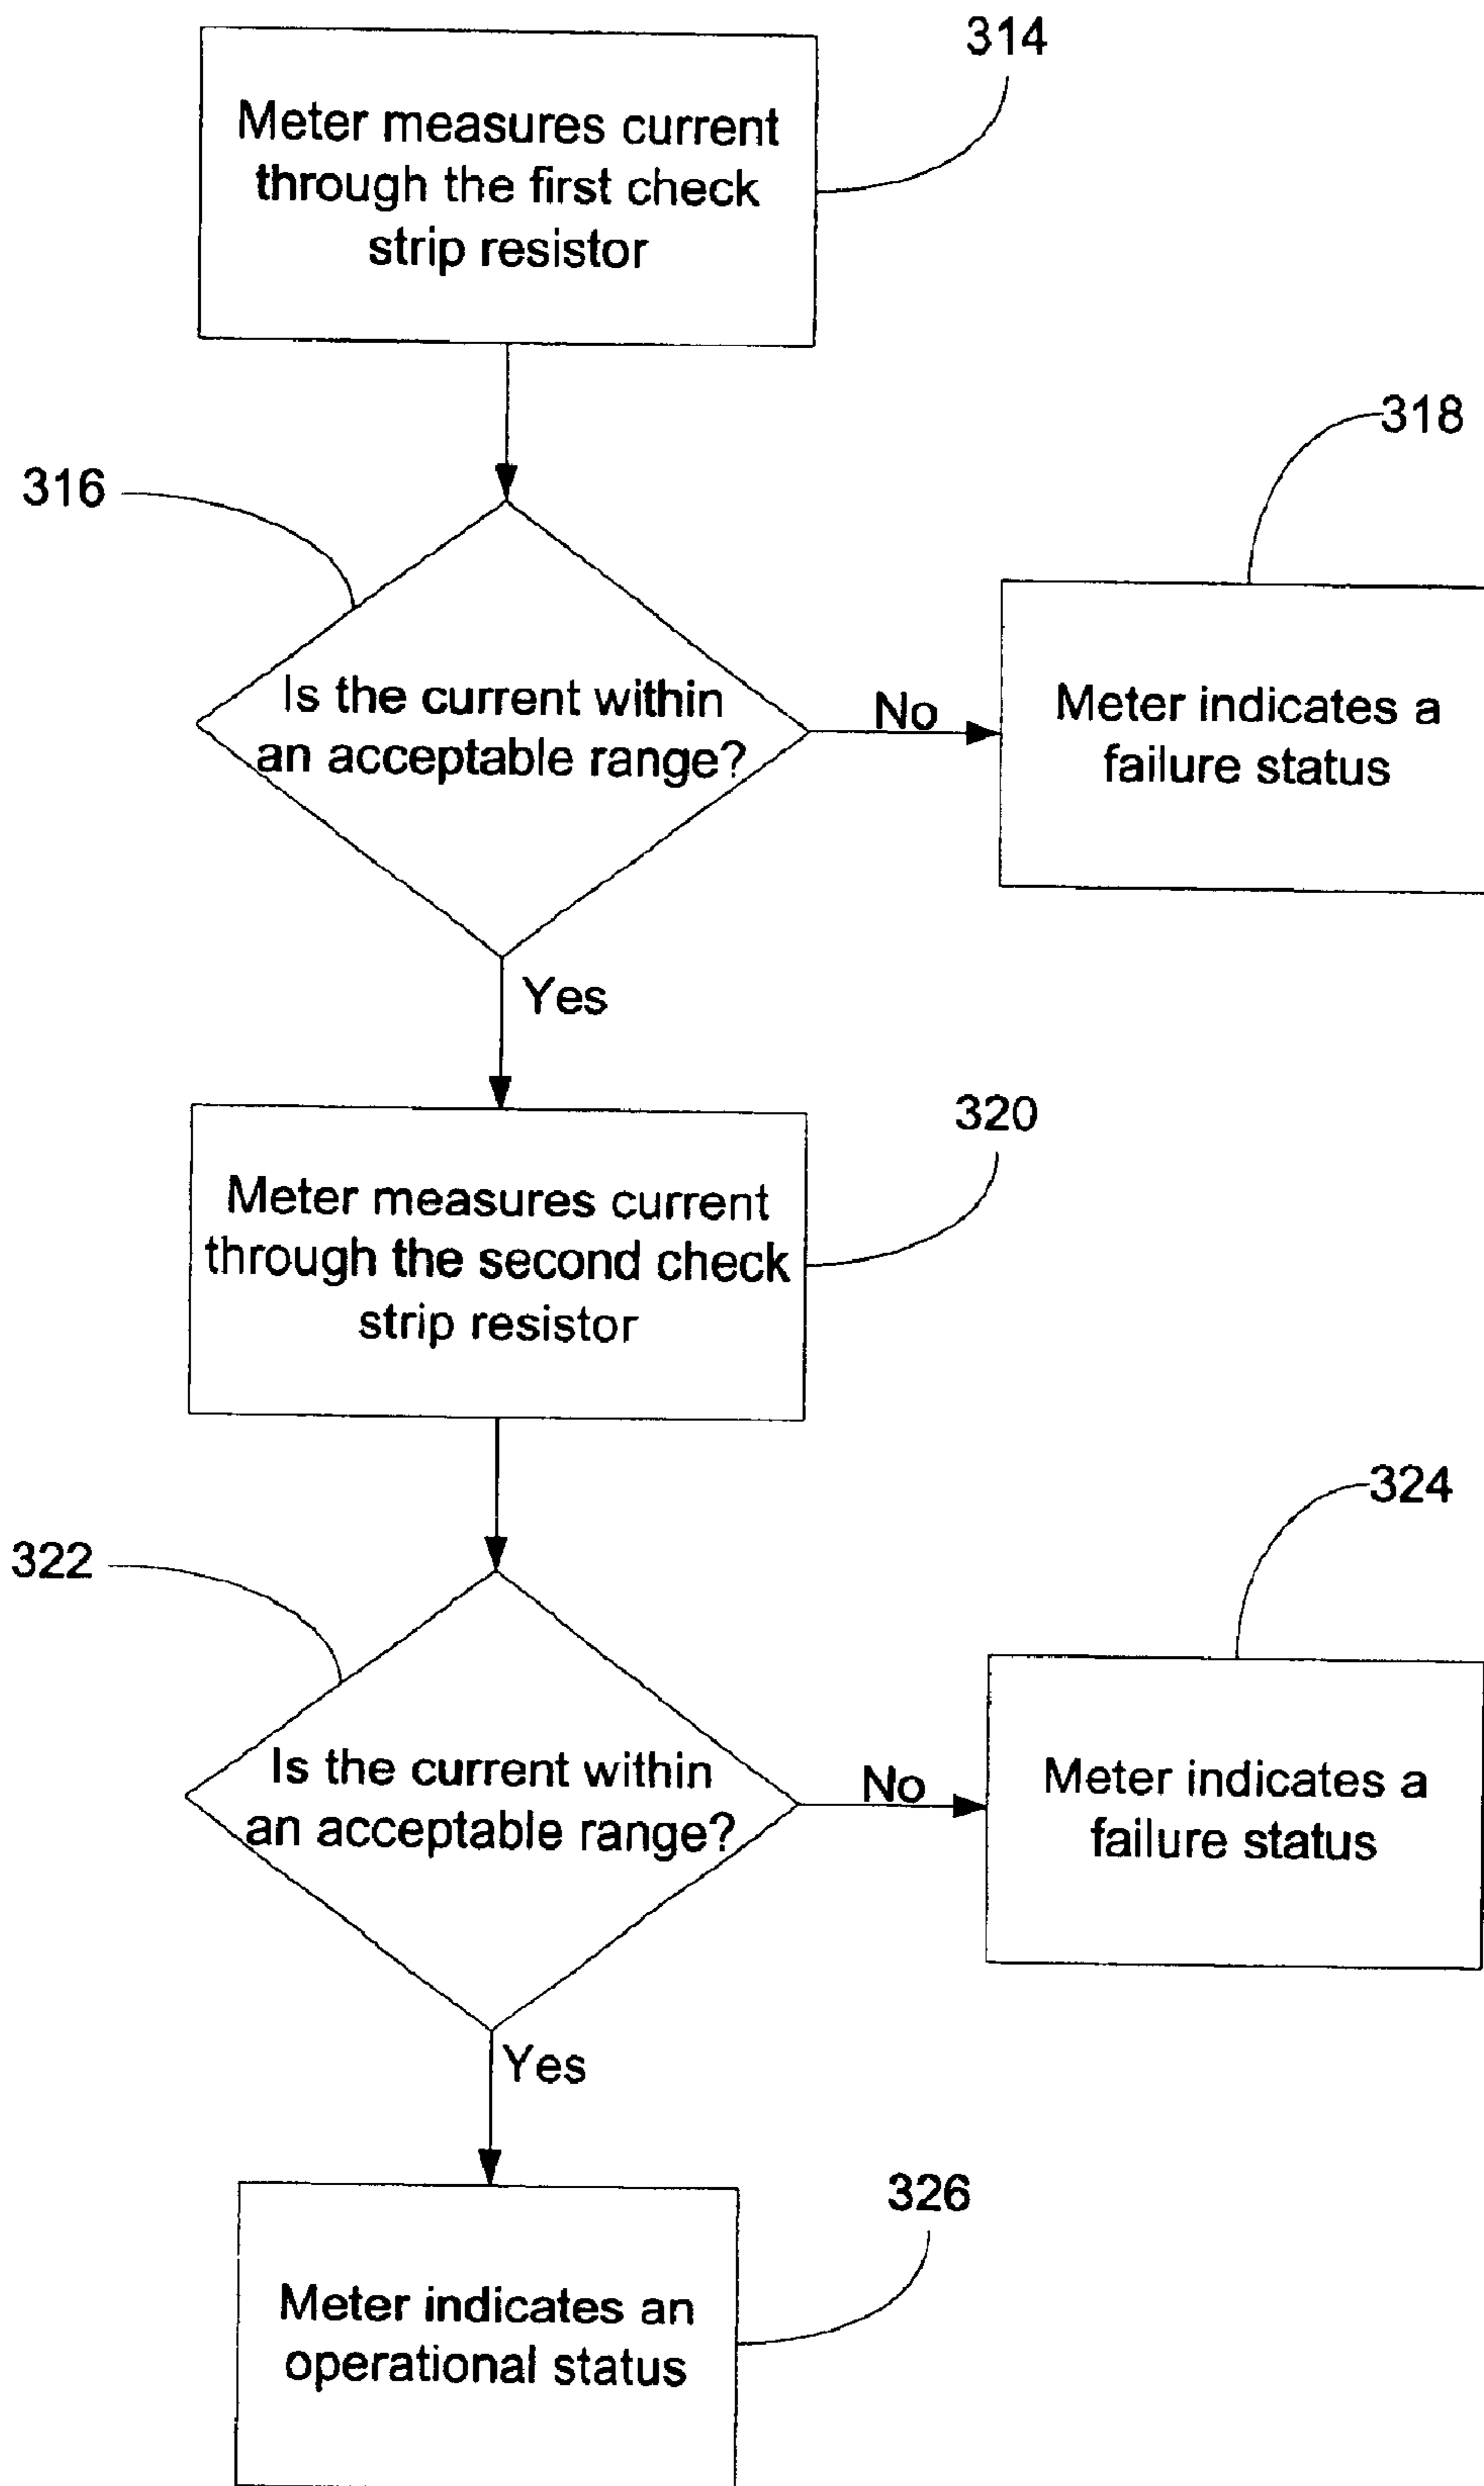 314
Meter measures current
through the first check
strip resistor
318
316
Is the current within
an acceptable range?
No
Meter indicates a
failure status
Yes
320
Meter measures current
through the second check
strip resistor
324
322
Is the current within
an acceptable range?
No
Meter indicates a
failure status
Yes
326
Meter indicates an
operational status